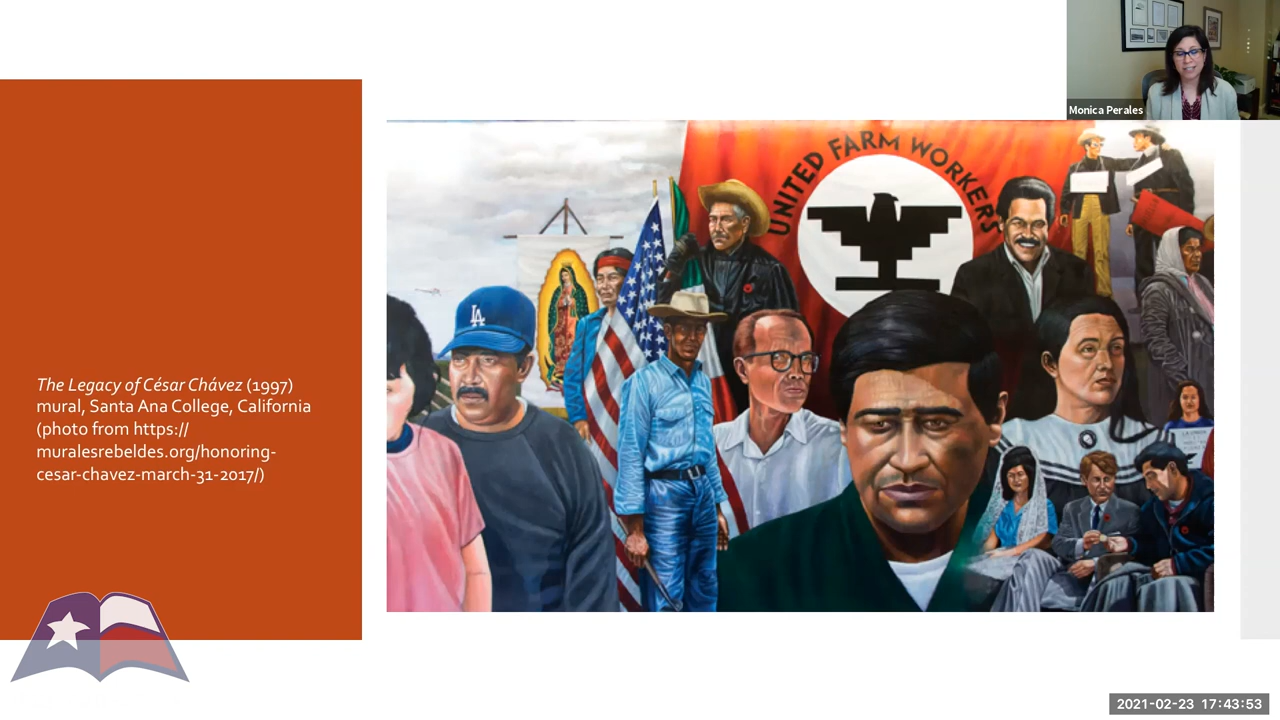 Monica Perales
UNITED FARM WORKERS
LA
The Legacy of César Chávez (1997)
mural, Santa Ana College, California
(photo from https://
muralesrebeldes.org/honoring-
cesar-chavez-march-31-2017/)
2021-02-23 17:43:53